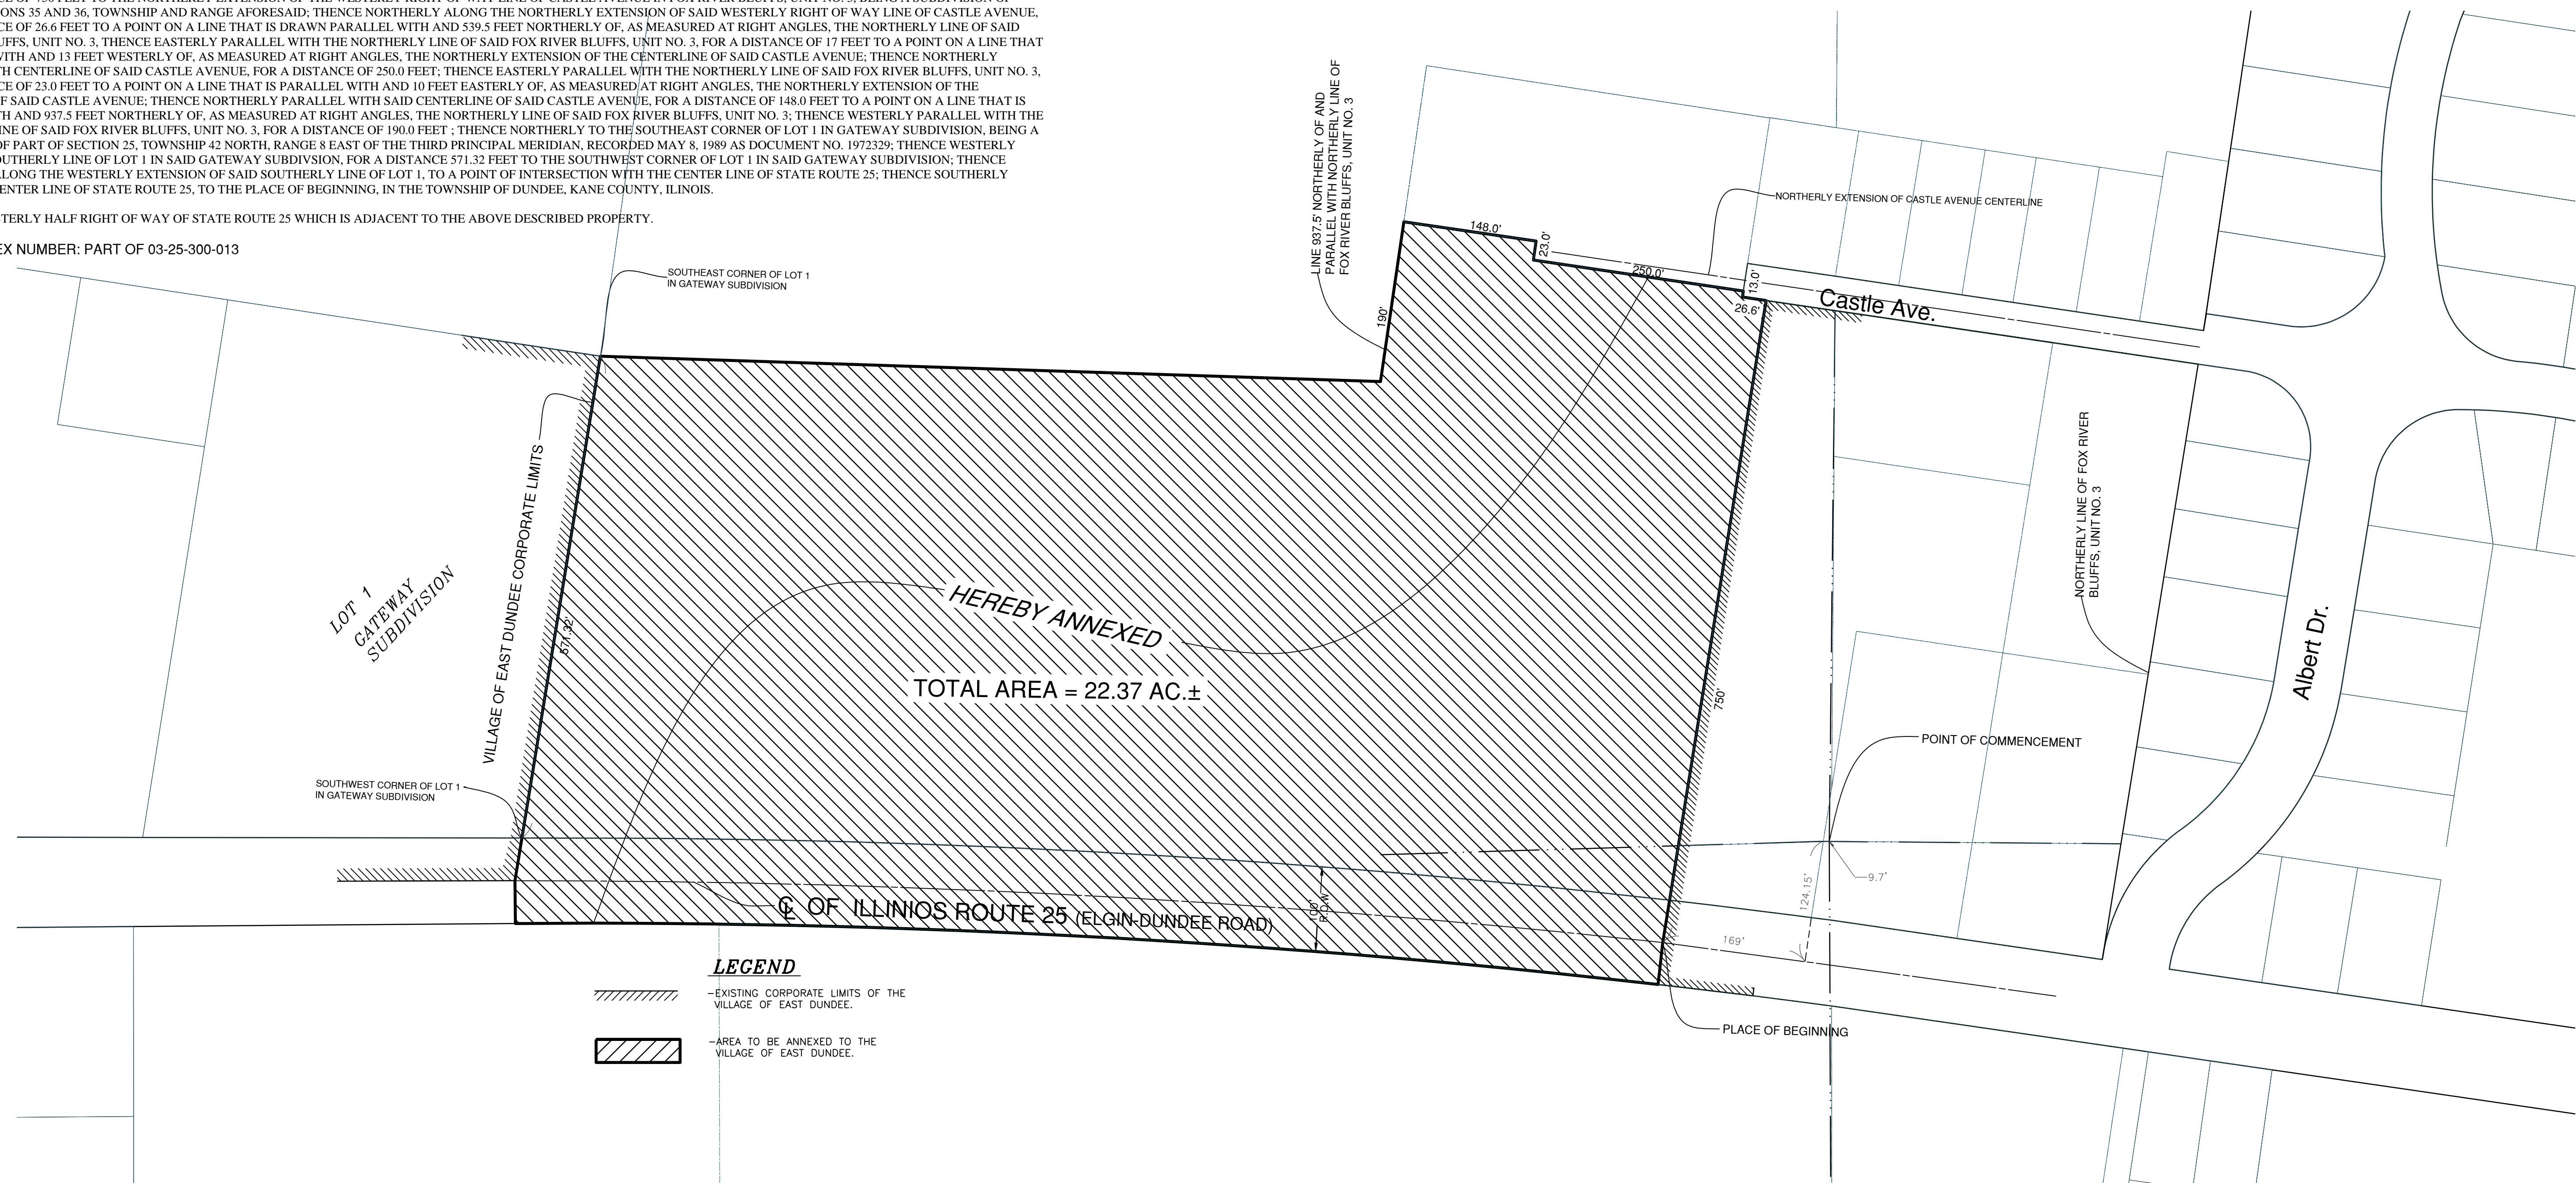 ONS 35 AND 36, TOWNSHIP AND RANGE AFORESAID; THENCE NORTHERLY ALONG THE NORTHERLY EXTENSION OF SAID WESTERLY RIGHT OF WAY LINE OF CASTLE AVENUE,
CE OF 26.6 FEET TO A POINT ON A LINE THAT IS DRAWN PARALLEL WITH AND 539.5 FEET NORTHERLY OF, AS MEASURED AT RIGHT ANGLES, THE NORTHERLY LINE OF SAID
UFFS, UNIT NO. 3, THENCE EASTERLY PARALLEL WITH THE NORTHERLY LINE OF SAID FOX RIVER BLUFFS, UNIT NO. 3, FOR A DISTANCE OF 17 FEET TO A POINT ON A LINE THAT
WITH AND 13 FEET WESTERLY OF, AS MEASURED AT RIGHT ANGLES, THE NORTHERLY EXTENSION OF THE CENTERLINE OF SAID CASTLE AVENUE; THENCE NORTHERLY
TH CENTERLINE OF SAID CASTLE AVENUE, FOR A DISTANCE OF 250.0 FEET; THENCE EASTERLY PARALLEL WITH THE NORTHERLY LINE OF SAID FOX RIVER BLUFFS, UNIT NO. 3,
CE OF 23.0 FEET TO A POINT ON A LINE THAT IS PARALLEL WITH AND 10 FEET EASTERLY OF, AS MEASURED AT RIGHT ANGLES, THE NORTHERLY EXTENSION OF THE
F SAID CASTLE AVENUE; THENCE NORTHERLY PARALLEL WITH SAID CENTERLINE OF SAID CASTLE AVENUE, FOR A DISTANCE OF 148.0 FEET TO A POINT ON A LINE THAT IS
TH AND 937.5 FEET NORTHERLY OF, AS MEASURED AT RIGHT ANGLES, THE NORTHERLY LINE OF SAID FOX RIVER BLUFFS, UNIT NO. 3; THENCE WESTERLY PARALLEL WITH THE
INE OF SAID FOX RIVER BLUFFS, UNIT NO. 3, FOR A DISTANCE OF 190.0 FEET ; THENCE NORTHERLY TO THE SOUTHEAST CORNER OF LOT 1 IN GATEWAY SUBDIVISION, BEING A
OF PART OF SECTION 25, TOWNSHIP 42 NORTH, RANGE 8 EAST OF THE THIRD PRINCIPAL MERIDIAN, RECORDED MAY 8, 1989 AS DOCUMENT NO. 1972329; THENCE WESTERLY
OUTHERLY LINE OF LOT 1 IN SAID GATEWAY SUBDIVSION, FOR A DISTANCE 571.32 FEET TO THE SOUTHWEST CORNER OF LOT 1 IN SAID GATEWAY SUBDIVISION; THENCE
ALONG THE WESTERLY EXTENSION OF SAID SOUTHERLY LINE OF LOT 1, TO A POINT OF INTERSECTION WITH THE CENTER LINE OF STATE ROUTE 25; THENCE SOUTHERLY
ENTER LINE OF STATE ROUTE 25, TO THE PLACE OF BEGINNING, IN THE TOWNSHIP OF DUNDEE, KANE COUNTY, ILINOIS.
TERLY HALF RIGHT OF WAY OF STATE ROUTE 25 WHICH IS ADJACENT TO THE ABOVE DESCRIBED PROPERTY.
EX NUMBER: PART OF 03-25-300-013
SOUTHEAST CORNER OF LOT 1
IN GATEWAY SUBDIVISION
LINE 937.5' NORTHERLY OF AND
PARALLEL WITH NORTHERLY LINE OF
FOX RIVER BLUFFS, UNIT NO. 3
148.0'
23.0'
NORTHERLY EXTENSION OF CASTLE AVENUE CENTERLINE
250.0'
13.0'
26.6'
190'
Castle Ave.
VILLAGE OF EAST DUNDEE CORPORATE LIMITS
LOT 1
GATEWAY
SUBDIVISION
571.32'
HEREBY ANNEXED
TOTAL AREA = 22.37 AC.±
750'
NORTHERLY LINE OF FOX RIVER
BLUFFS, UNIT NO. 3
Albert Dr.
POINT OF COMMENCEMENT
SOUTHWEST CORNER OF LOT 1
IN GATEWAY SUBDIVISION
9.7'
124.15'
169'
℄ OF ILLINIOS ROUTE 25 (ELGIN-DUNDEE ROAD)
100'
R.O.W
PLACE OF BEGINNING
LEGEND
-EXISTING CORPORATE LIMITS OF THE
VILLAGE OF EAST DUNDEE.
-AREA TO BE ANNEXED TO THE
VILLAGE OF EAST DUNDEE.